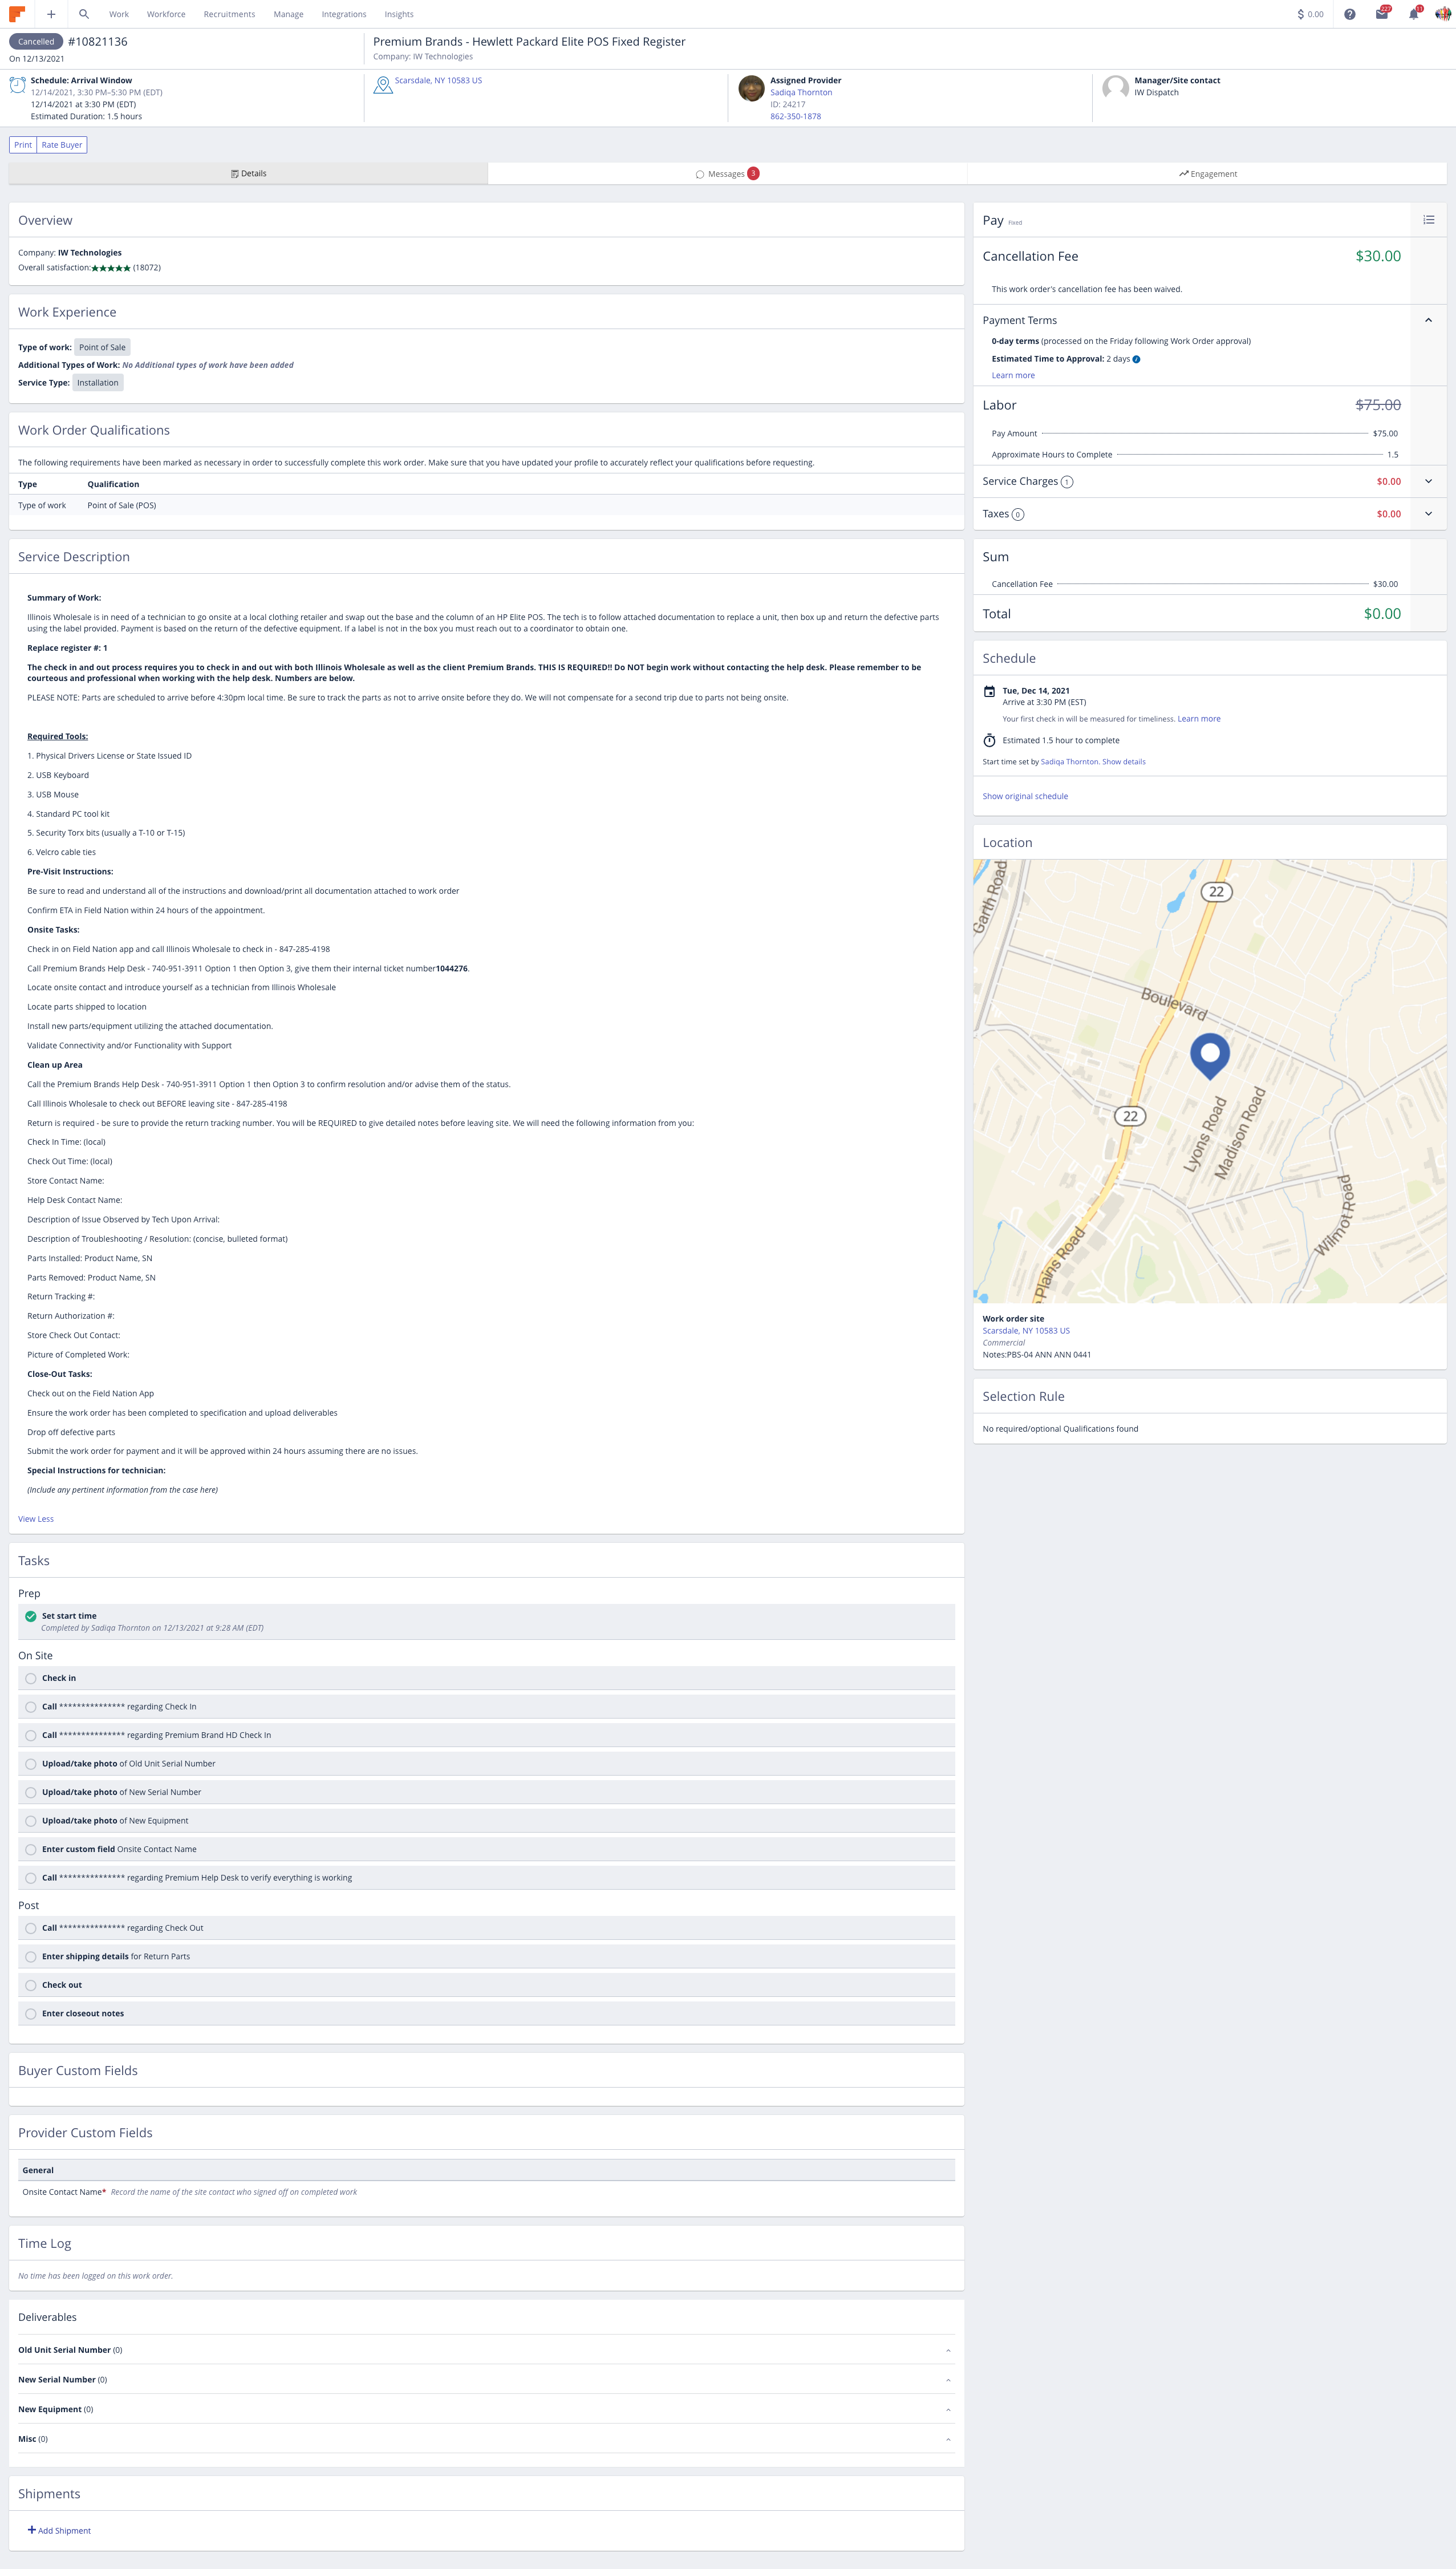 Work Workforce Recruitments Manage Integrations Insights
$ 0.00
Cancelled #10821136
On 12/13/2021
Premium Brands - Hewlett Packard Elite POS Fixed Register
Company: IW Technologies
Schedule: Arrival Window
12/14/2021, 3:30 PM–5:30 PM (EDT)
12/14/2021 at 3:30 PM (EDT)
Estimated Duration: 1.5 hours
Scarsdale, NY 10583 US
Assigned Provider
Sadiqa Thornton
ID: 24217
862-350-1878
Manager/Site contact
IW Dispatch
Print Rate Buyer
Details
Messages 3
Engagement
Overview
Company: IW Technologies
Overall satisfaction:★★★★★ (18072)
Work Experience
Type of work: Point of Sale
Additional Types of Work: No Additional types of work have been added
Service Type: Installation
Work Order Qualifications
The following requirements have been marked as necessary in order to successfully complete this work order. Make sure that you have updated your profile to accurately reflect your qualifications before requesting.
Type Qualification
Type of work Point of Sale (POS)
Service Description
Summary of Work:
Illinois Wholesale is in need of a technician to go onsite at a local clothing retailer and swap out the base and the column of an HP Elite POS. The tech is to follow attached documentation to replace a unit, then box up and return the defective parts
using the label provided. Payment is based on the return of the defective equipment. If a label is not in the box you must reach out to a coordinator to obtain one.
Replace register #: 1
The check in and out process requires you to check in and out with both Illinois Wholesale as well as the client Premium Brands. THIS IS REQUIRED!! Do NOT begin work without contacting the help desk. Please remember to be
courteous and professional when working with the help desk. Numbers are below.
PLEASE NOTE: Parts are scheduled to arrive before 4:30pm local time. Be sure to track the parts as not to arrive onsite before they do. We will not compensate for a second trip due to parts not being onsite.
Required Tools:
1. Physical Drivers License or State Issued ID
2. USB Keyboard
3. USB Mouse
4. Standard PC tool kit
5. Security Torx bits (usually a T-10 or T-15)
6. Velcro cable ties
Pre-Visit Instructions:
Be sure to read and understand all of the instructions and download/print all documentation attached to work order
Confirm ETA in Field Nation within 24 hours of the appointment.
Onsite Tasks:
Check in on Field Nation app and call Illinois Wholesale to check in - 847-285-4198
Call Premium Brands Help Desk - 740-951-3911 Option 1 then Option 3, give them their internal ticket number1044276.
Locate onsite contact and introduce yourself as a technician from Illinois Wholesale
Locate parts shipped to location
Install new parts/equipment utilizing the attached documentation.
Validate Connectivity and/or Functionality with Support
Clean up Area
Call the Premium Brands Help Desk - 740-951-3911 Option 1 then Option 3 to confirm resolution and/or advise them of the status.
Call Illinois Wholesale to check out BEFORE leaving site - 847-285-4198
Return is required - be sure to provide the return tracking number. You will be REQUIRED to give detailed notes before leaving site. We will need the following information from you:
Check In Time: (local)
Check Out Time: (local)
Store Contact Name:
Help Desk Contact Name:
Description of Issue Observed by Tech Upon Arrival:
Description of Troubleshooting / Resolution: (concise, bulleted format)
Parts Installed: Product Name, SN
Parts Removed: Product Name, SN
Return Tracking #:
Return Authorization #:
Store Check Out Contact:
Picture of Completed Work:
Close-Out Tasks:
Check out on the Field Nation App
Ensure the work order has been completed to specification and upload deliverables
Drop off defective parts
Submit the work order for payment and it will be approved within 24 hours assuming there are no issues.
Special Instructions for technician:
(Include any pertinent information from the case here)
View Less
Tasks
Prep
Set start time
Completed by Sadiqa Thornton on 12/13/2021 at 9:28 AM (EDT)
On Site
Check in
Call *************** regarding Check In
Call *************** regarding Premium Brand HD Check In
Upload/take photo of Old Unit Serial Number
Upload/take photo of New Serial Number
Upload/take photo of New Equipment
Enter custom field Onsite Contact Name
Call *************** regarding Premium Help Desk to verify everything is working
Post
Call *************** regarding Check Out
Enter shipping details for Return Parts
Check out
Enter closeout notes
Buyer Custom Fields
Provider Custom Fields
General
Onsite Contact Name* Record the name of the site contact who signed off on completed work
Time Log
No time has been logged on this work order.
Deliverables
Old Unit Serial Number (0)
New Serial Number (0)
New Equipment (0)
Misc (0)
Shipments
+ Add Shipment
Pay Fixed
Cancellation Fee $30.00
This work order's cancellation fee has been waived.
Payment Terms
0-day terms (processed on the Friday following Work Order approval)
Estimated Time to Approval: 2 days
Learn more
Labor $75.00
Pay Amount $75.00
Approximate Hours to Complete 1.5
Service Charges 1 $0.00
Taxes 0 $0.00
Sum
Cancellation Fee $30.00
Total $0.00
Schedule
Tue, Dec 14, 2021
Arrive at 3:30 PM (EST)
Your first check in will be measured for timeliness. Learn more
Estimated 1.5 hour to complete
Start time set by Sadiqa Thornton. Show details
Show original schedule
Location
Garth Road
22
Boulevard
22
Lyons Road
Madison Road
Wilmot Road
Plains Road
Work order site
Scarsdale, NY 10583 US
Commercial
Notes:PBS-04 ANN ANN 0441
Selection Rule
No required/optional Qualifications found